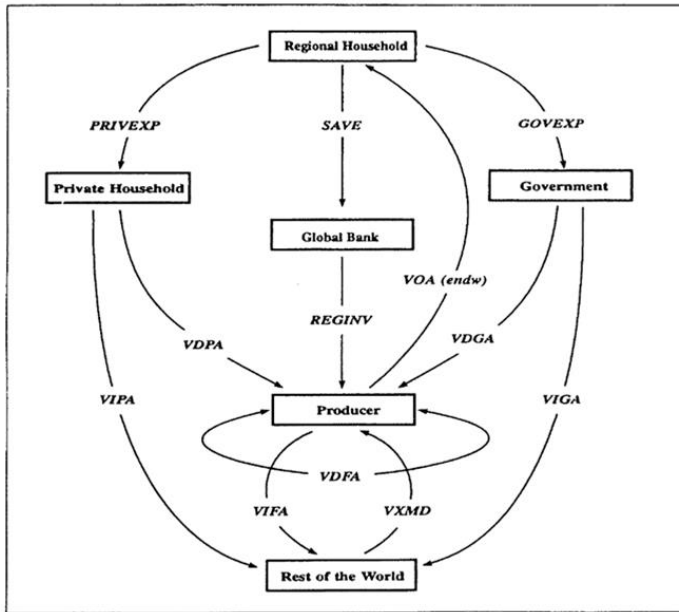 Regional Household
PRIVEXP
SAVE
GOVEXP
Private Household
Government
Global Bank
VOA (endw)
REGINV
VDPA
VDGA
VIPA
Producer
VIGA
VDFA
VIFA
VXMD
Rest of the World